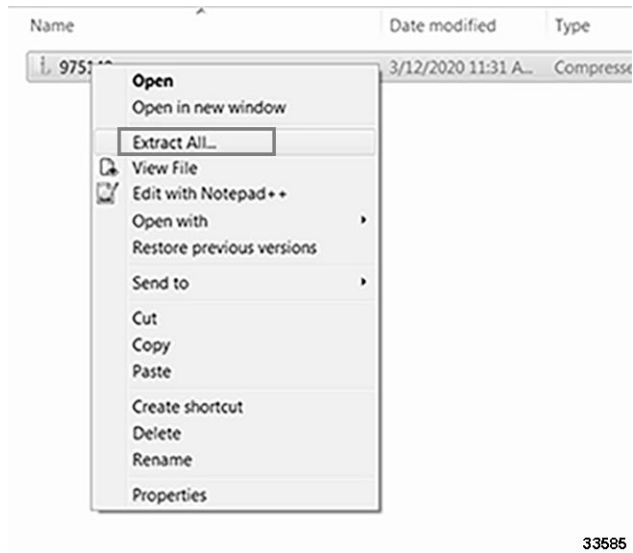 Name Date modified Type
3/12/2020 11:31 A... Compresse
Open
Open in new window
Extract All...
View File
Edit with Notepad++
Open with
Restore previous versions
Send to
Cut
Copy
Paste
Create shortcut
Delete
Rename
Properties
33585